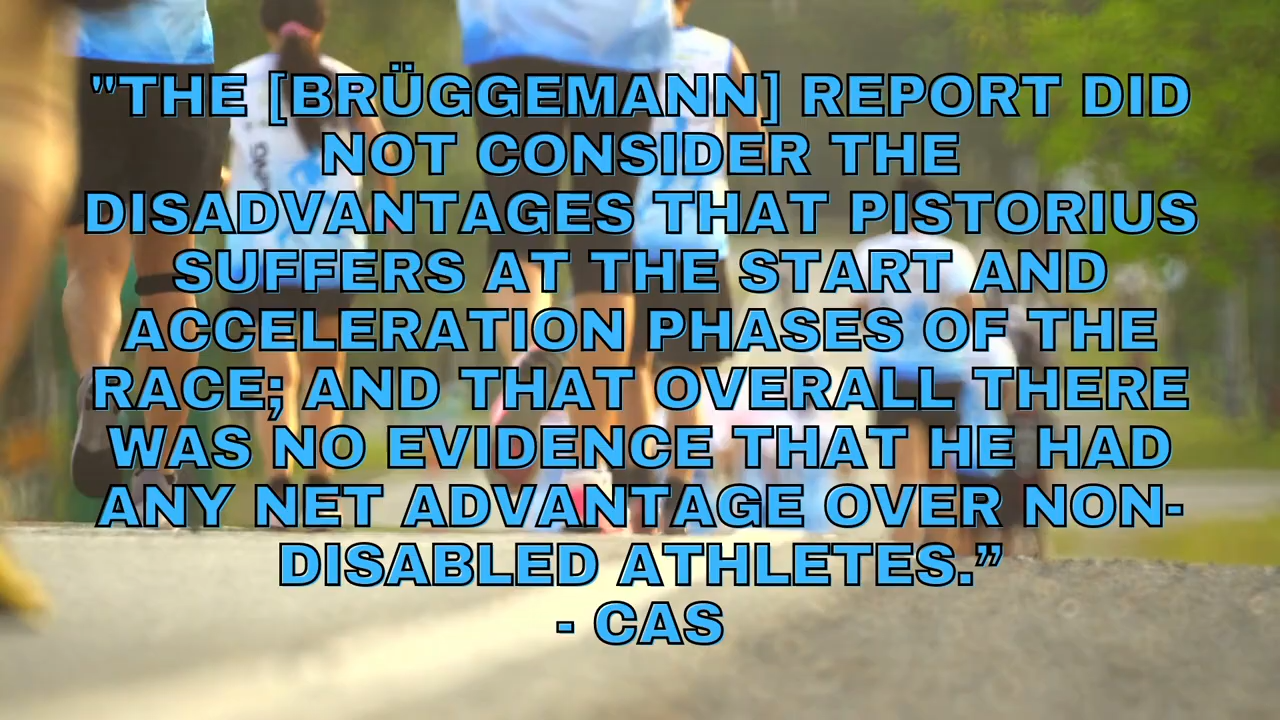 "THE [BRÜGGEMANN] REPORT DID
NOT CONSIDER THE
DISADVANTAGES THAT PISTORIUS
SUFFERS AT THE START AND
ACCELERATION PHASES OF THE
RACE; AND THAT OVERALL THERE
WAS NO EVIDENCE THAT HE HAD
ANY NET ADVANTAGE OVER NON-
DISABLED ATHLETES.”
- CAS